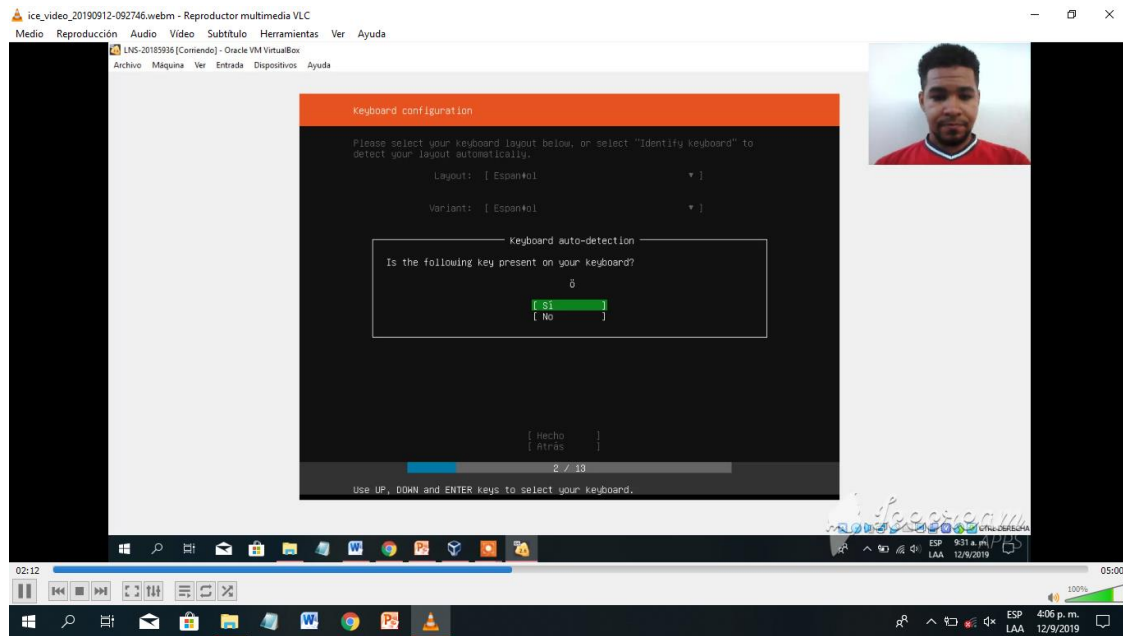 ice_video_20190912-092746.webm - Reproductor multimedia VLC
Medio Reproducción Audio Vídeo Subtítulo Herramientas Ver Ayuda
LNS-20185936 [Corriendo] - Oracle VM VirtualBox
Archivo Máquina Ver Entrada Dispositivos Ayuda
Keyboard configuration
Please select your keyboard layout below, or select "Identify keyboard" to
detect your layout automatically.
Layout: [ Espan♦ol ▾ ]
Variant: [ Espan♦ol ▾ ]
Keyboard auto-detection
Is the following key present on your keyboard?
ö
[ Sí ]
[ No ]
[ Hecho ]
[ Atrás ]
2 / 13
Use UP, DOWN and ENTER keys to select your keyboard.
Icecream
APPS
CTRL DERECHA
ESP 9:31 a. m.
LAA 12/9/2019
02:12 05:00
100%
ESP 4:06 p. m.
LAA 12/9/2019